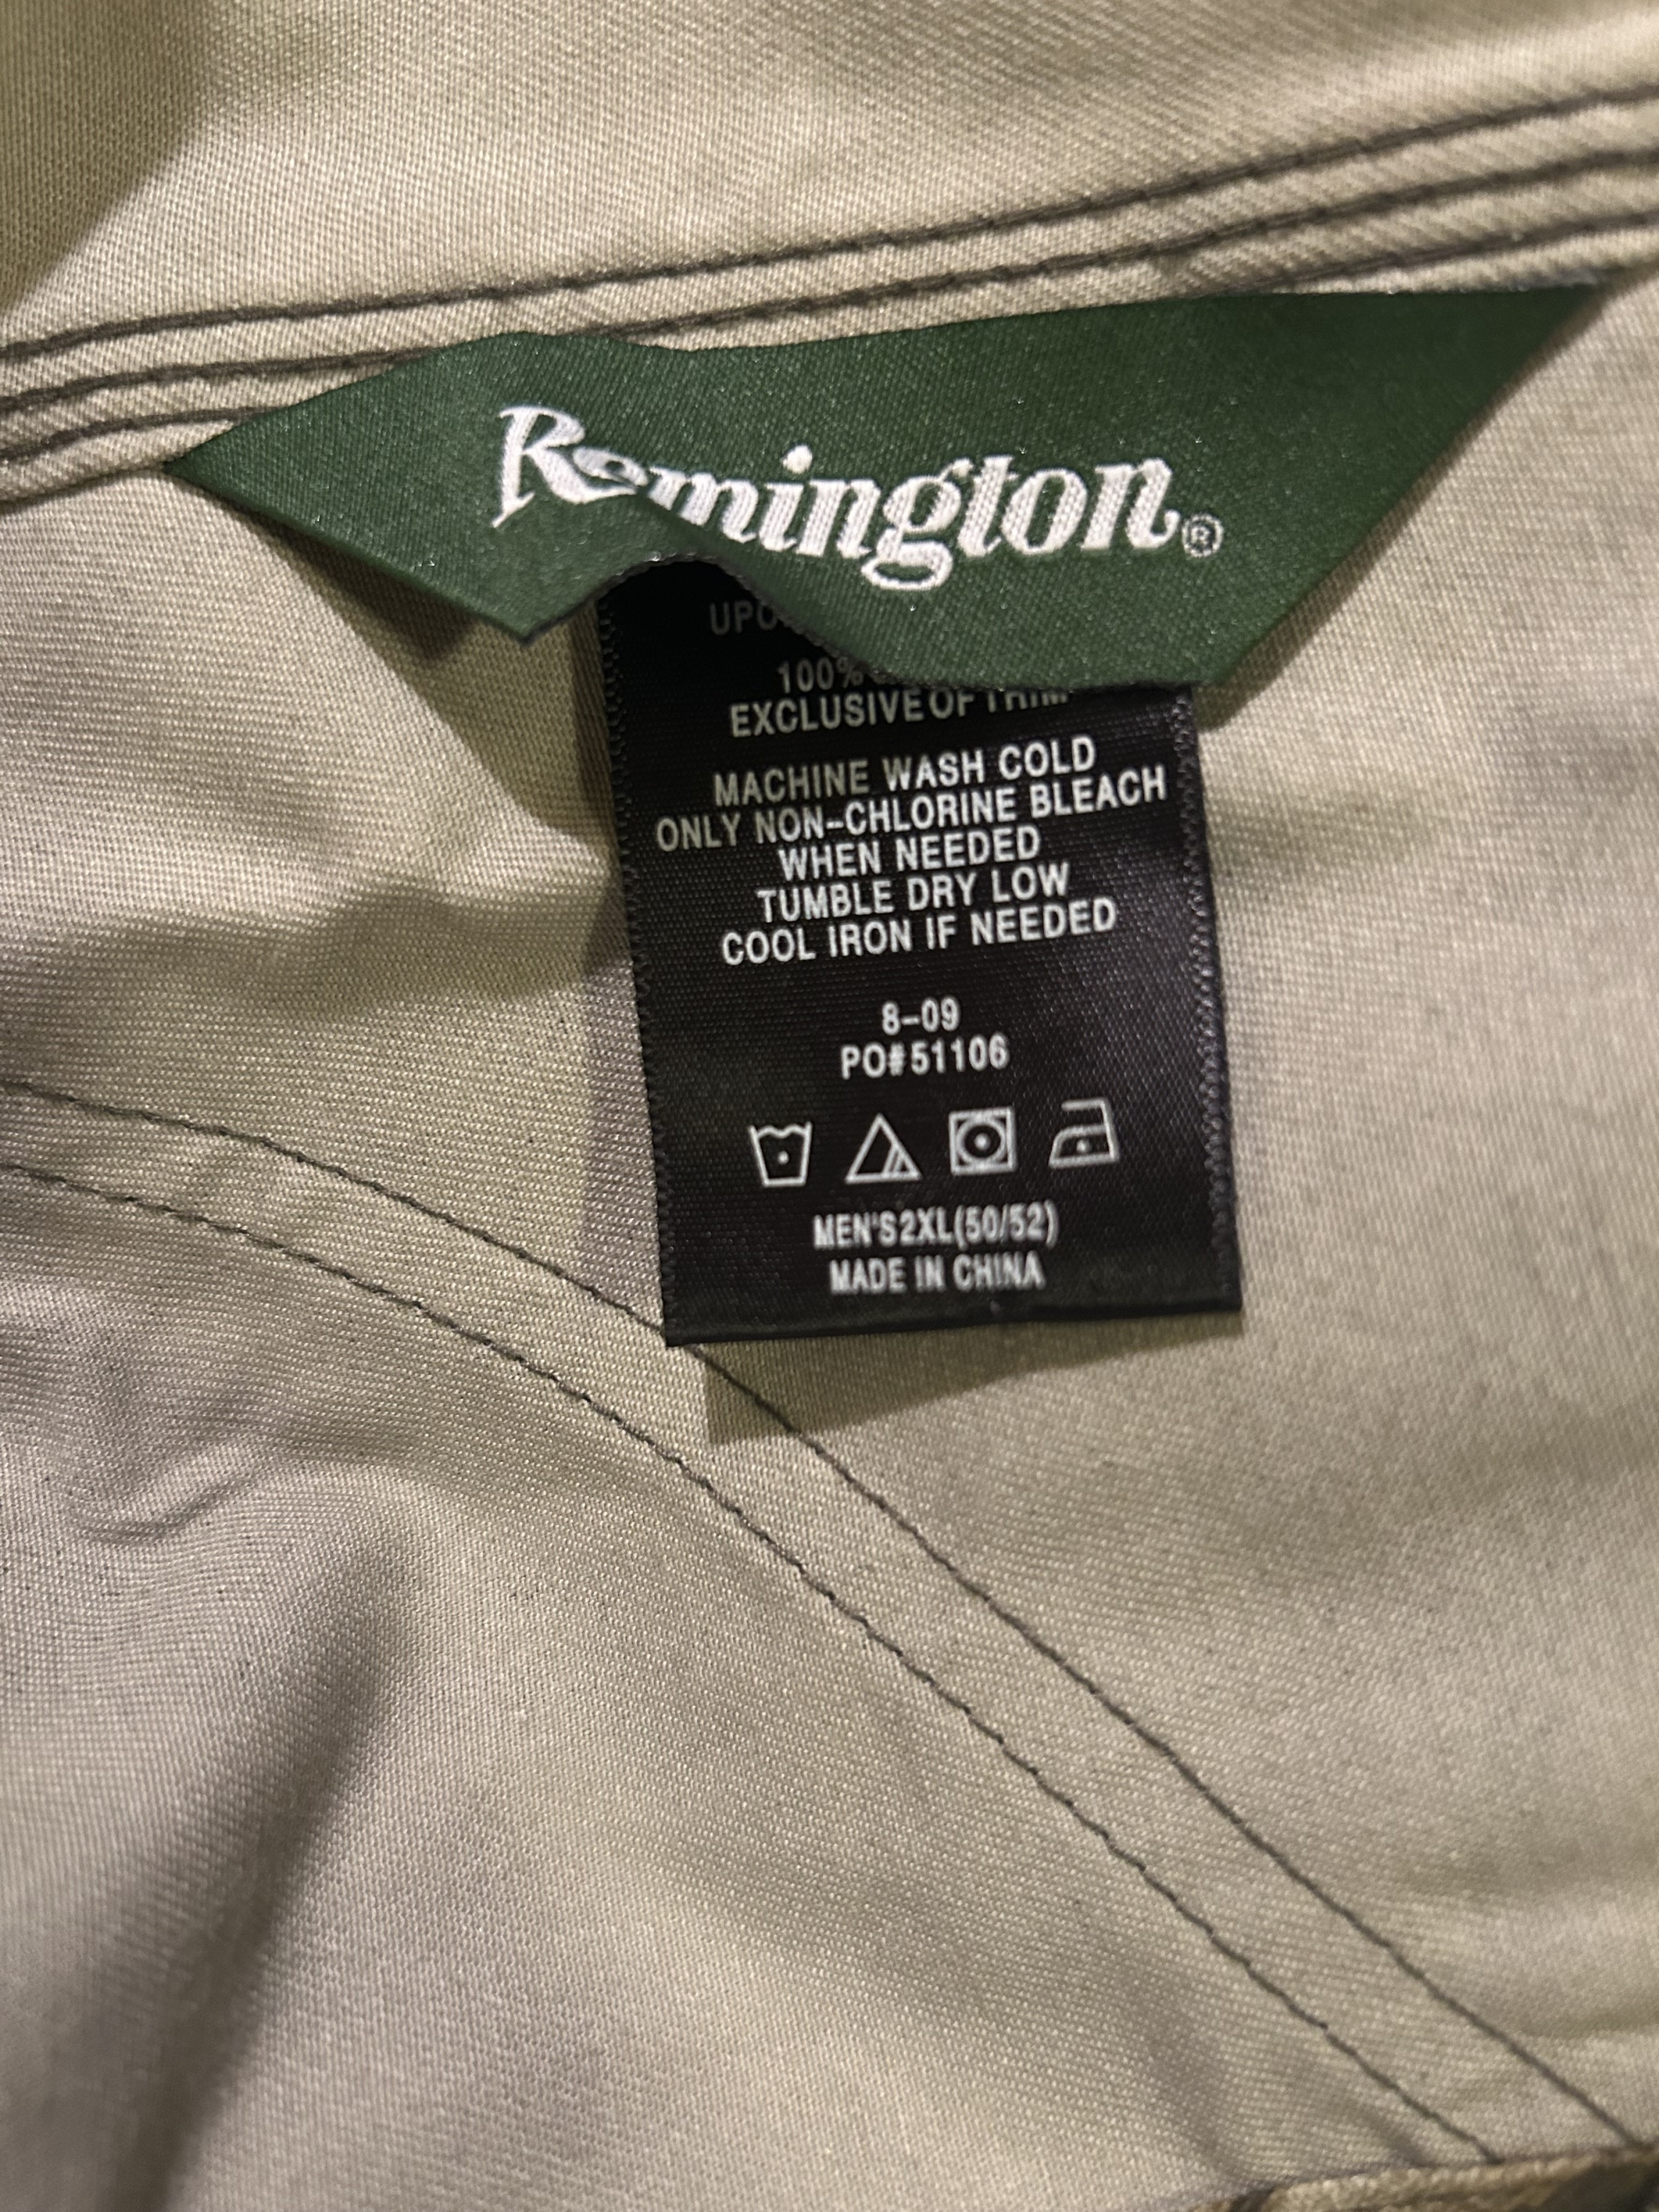 Remington®
100%
EXCLUSIVE OF TRIM
MACHINE WASH COLD
ONLY NON-CHLORINE BLEACH
WHEN NEEDED
TUMBLE DRY LOW
COOL IRON IF NEEDED
8-09
PO#51106
MEN'S2XL(50/52)
MADE IN CHINA